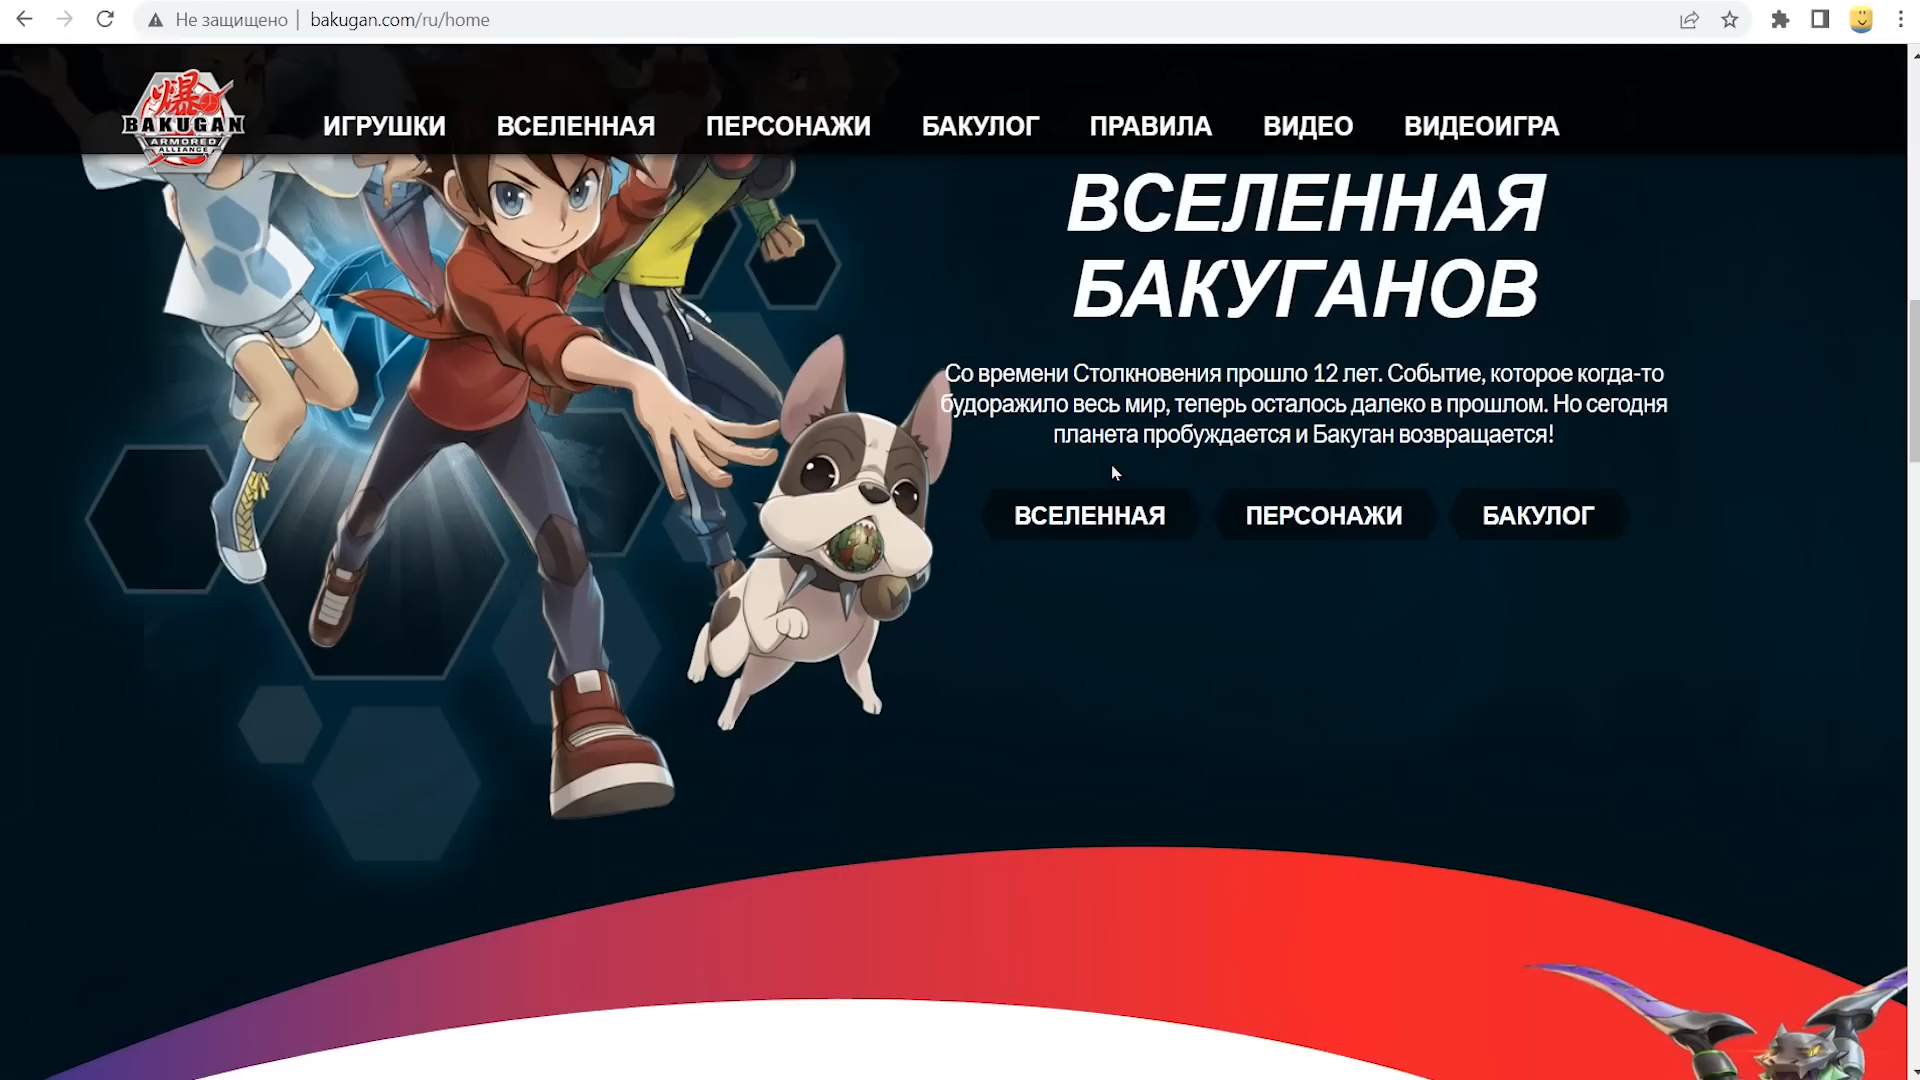 Не защищено
bakugan.com/ru/home
爆
BAKUGAN
ARMORED
ALLIANCE
ИГРУШКИ
ВСЕЛЕННАЯ
ПЕРСОНАЖИ
БАКУЛОГ
ПРАВИЛА
ВИДЕО
ВИДЕОИГРА
ВСЕЛЕННАЯ
БАКУГАНОВ
Со времени Столкновения прошло 12 лет. Событие, которое когда-то
будоражило весь мир, теперь осталось далеко в прошлом. Но сегодня
планета пробуждается и Бакуган возвращается!
ВСЕЛЕННАЯ
ПЕРСОНАЖИ
БАКУЛОГ